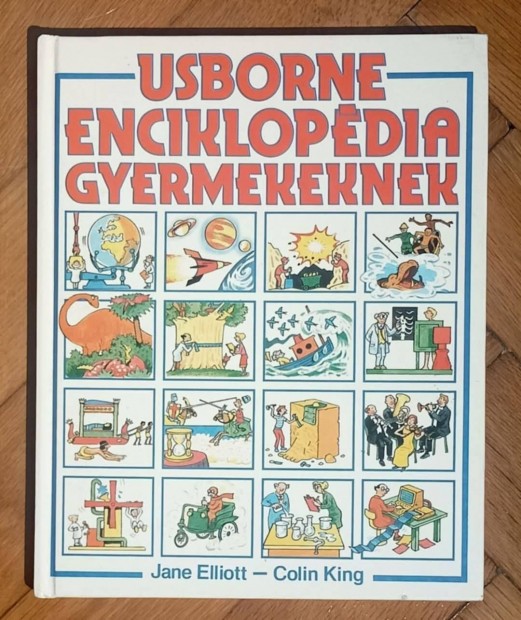 USBORNE
ENCIKLOPÉDIA
GYERMEKEKNEK
Jane Elliott – Colin King